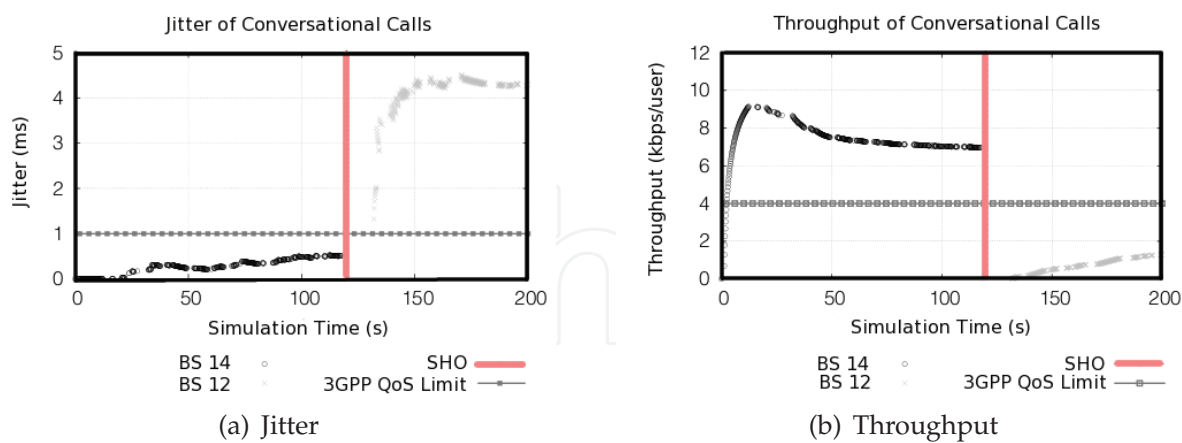 Jitter of Conversational Calls
Jitter (ms)
5
4
3
2
1
0
0 50 100 150 200
Simulation Time (s)
BS 14
BS 12
SHO
3GPP QoS Limit
(a) Jitter
Throughput of Conversational Calls
Throughput (kbps/user)
12
10
8
6
4
2
0
0 50 100 150 200
Simulation Time (s)
BS 14
BS 12
SHO
3GPP QoS Limit
(b) Throughput